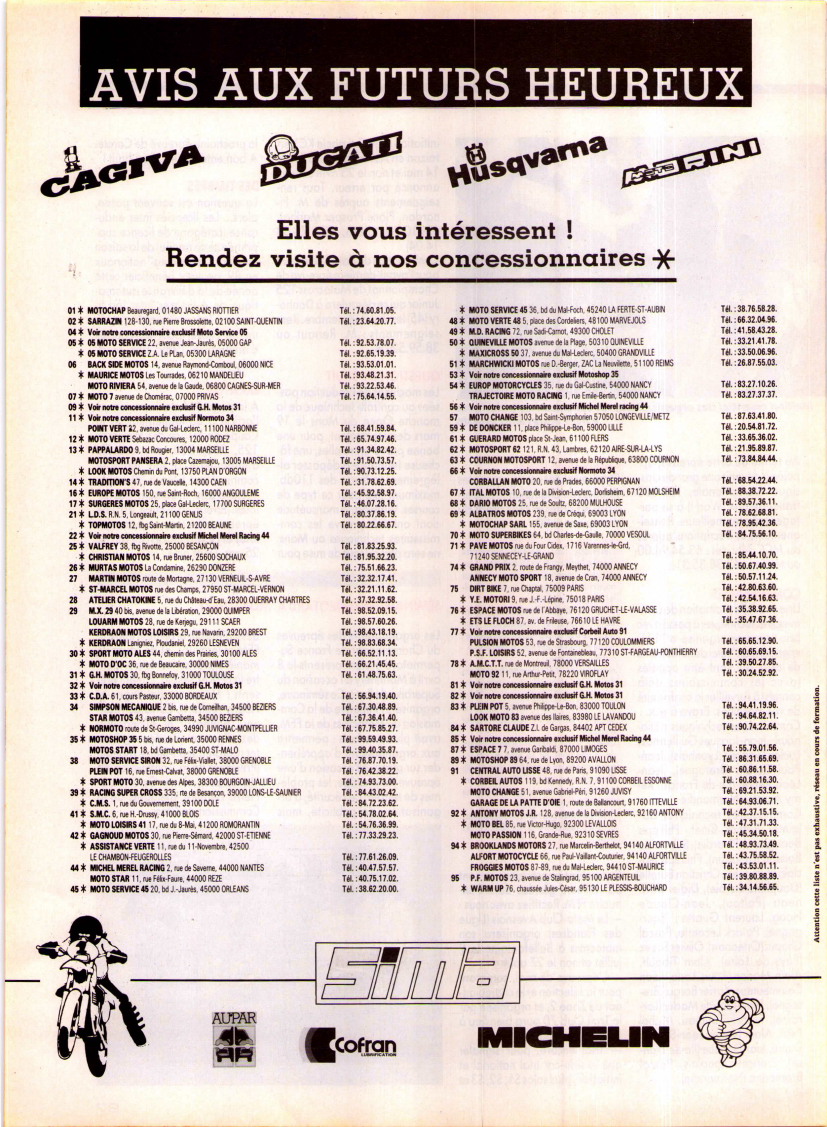 AVIS AUX FUTURS HEUREUX
CAGIVA
DUCATI
Husqvarna
MOTO MORINI
Elles vous intéressent !
Rendez visite à nos concessionnaires *
01 * MOTOCHAP Beauregard, 01480 JASSANS RIOTTIER Tél. : 74.60.81.05.
02 * SARRAZIN 128-130, rue Pierre Brossolette, 02100 SAINT-QUENTIN Tél. : 23.64.20.77.
04 * Voir notre concessionnaire exclusif Moto Service 05
05 * 05 MOTO SERVICE 22, avenue Jean-Jaurès, 05000 GAP Tél. : 92.53.78.07.
* 05 MOTO SERVICE Z.A. Le PLan, 05300 LARAGNE Tél. : 92.65.19.39.
06 BACK SIDE MOTOS 14, avenue Raymond-Comboul, 06000 NICE Tél. : 93.53.01.01.
* MAURICE MOTOS Les Tourrades, 06210 MANDELIEU Tél. : 93.48.21.31.
MOTO RIVIERA 54, avenue de la Gaude, 06800 CAGNES-SUR-MER Tél. : 93.22.53.46.
07 * MOTO 7 avenue de Chomérac, 07000 PRIVAS Tél. : 75.64.14.55.
09 * Voir notre concessionnaire exclusif G.H. Motos 31
11 * Voir notre concessionnaire exclusif Normoto 34
POINT VERT 12, avenue du Gal-Leclerc, 11100 NARBONNE Tél. : 68.41.59.84.
12 * MOTO VERTE Sebazac Concoures, 12000 RODEZ Tél. : 65.74.97.46.
13 * PAPPALARDO 9, bd Rougier, 13004 MARSEILLE Tél. : 91.34.82.42.
MOTOSPORT PANSERA 2, place Cazemajou, 13005 MARSEILLE Tél. : 91.50.73.57.
* LOOK MOTOS Chemin du Pont, 13750 PLAN D'ORGON Tél. : 90.73.12.25.
14 * TRADITION'S 47, rue de Vaucelle, 14300 CAEN Tél. : 31.78.62.69.
16 * EUROPE MOTOS 150, rue Saint-Roch, 16000 ANGOULEME Tél. : 45.92.58.97.
17 * SURGERES MOTOS 25, place Gal-Leclerc, 17700 SURGERES Tél. : 46.07.28.16.
21 * L.D.S. R.N. 5, Longeault, 21110 GENLIS Tél. : 80.37.86.19.
* TOPMOTOS 12, fbg Saint-Martin, 21200 BEAUNE Tél. : 80.22.66.67.
22 * Voir notre concessionnaire exclusif Michel Merel Racing 44
25 * VALFREY 38, fbg Rivotte, 25000 BESANÇON Tél. : 81.83.25.93.
* CHRISTIAN MOTOS 14, rue Bruner, 25600 SOCHAUX Tél. : 81.95.32.20.
26 * MURTAS MOTOS La Condamine, 26290 DONZERE Tél. : 75.51.66.23.
27 MARTIN MOTOS route de Mortagne, 27130 VERNEUIL-S-AVRE Tél. : 32.32.17.41.
* ST-MARCEL MOTOS rue des Champs, 27950 ST-MARCEL-VERNON Tél. : 32.21.11.62.
28 ATELIER CHATOKINE 5, rue du Château-d'Eau, 28300 OUERRAY CHARTRES Tél. : 37.32.92.58.
29 M.X. 29 40 bis, avenue de la Libération, 29000 QUIMPER Tél. : 98.52.09.15.
LOUARM MOTOS 28, rue de Kerjegu, 29111 SCAER Tél. : 98.57.60.26.
KERDRAON MOTOS LOISIRS 29, rue Navarin, 29200 BREST Tél. : 98.43.18.19.
* KERDRAON Lanigniez, Ploudaniel, 29260 LESNEVEN Tél. : 98.83.68.34.
30 * SPORT MOTO ALES 44, chemin des Prairies, 30100 ALES Tél. : 66.52.11.13.
* MOTO D'OC 36, rue de Beaucaire, 30000 NIMES Tél. : 66.21.45.45.
31 * G.H. MOTOS 30, fbg Bonnefoy, 31000 TOULOUSE Tél. : 61.48.75.63.
32 * Voir notre concessionnaire exclusif G.H. Motos 31
33 * C.D.A. 61, cours Pasteur, 33000 BORDEAUX Tél. : 56.94.19.40.
34 SIMPSON MECANIQUE 2 bis, rue de Corneilhan, 34500 BEZIERS Tél. : 67.30.48.89.
STAR MOTOS 43, avenue Gambetta, 34500 BEZIERS Tél. : 67.36.41.40.
* NORMOTO route de St-Geroges, 34990 JUVIGNAC-MONTPELLIER Tél. : 67.75.85.27.
35 * MOTOSHOP 35 5 bis, rue de Lorient, 35000 RENNES Tél. : 99.59.49.93.
MOTOS START 18, bd Gambetta, 35400 ST-MALO Tél. : 99.40.35.87.
38 MOTO SERVICE SIRON 32, rue Félix-Viallet, 38000 GRENOBLE Tél. : 76.87.70.19.
PLEIN POT 16, rue Ernest-Calvat, 38000 GRENOBLE Tél. : 76.42.38.22.
* SPORT MOTO 30, avenue des Alpes, 38300 BOURGOIN-JALLIEU Tél. : 74.93.73.00.
39 * RACING SUPER CROSS 335, rte de Besançon, 39000 LONS-LE-SAUNIER Tél. : 84.43.02.42.
* C.M.S. 1, rue du Gouvernement, 39100 DOLE Tél. : 84.72.23.62.
41 * S.M.C. 6, rue H.-Drussy, 41000 BLOIS Tél. : 54.78.02.64.
* MOTO LOISIRS 41 17, rue du 8-Mai, 41200 ROMORANTIN Tél. : 54.76.36.99.
42 * GAGNOUD MOTOS 30, rue Pierre-Sémard, 42000 ST-ETIENNE Tél. : 77.33.29.23.
* ASSISTANCE VERTE 11, rue du 11-Novembre, 42500
LE CHAMBON-FEUGEROLLES Tél. : 77.61.26.09.
44 * MICHEL MEREL RACING 2, rue de Saverne, 44000 NANTES Tél. : 40.47.57.57.
MOTO STAR 11, rue Félix-Faure, 44000 REZE Tél. : 40.75.17.02.
45 * MOTO SERVICE 45 20, bd J.-Jaurès, 45000 ORLEANS Tél. : 38.62.20.00.
* MOTO SERVICE 45 36, bd du Mal-Foch, 45240 LA FERTE-ST-AUBIN Tél. : 38.76.58.28.
48 * MOTO VERTE 48 5, place des Cordeliers, 48100 MARVEJOLS Tél. : 66.32.04.96.
49 * M.D. RACING 72, rue Sadi-Carnot, 49300 CHOLET Tél. : 41.58.43.28.
50 * QUINEVILLE MOTOS avenue de la Plage, 50310 QUINEVILLE Tél. : 33.21.41.78.
* MAXICROSS 50 37, avenue du Mal-Leclerc, 50400 GRANDVILLE Tél. : 33.50.06.96.
51 * MARCHWICKI MOTOS rue D.-Berger, ZAC La Neuvilette, 51100 REIMS Tél. : 26.87.55.03.
53 * Voir notre concessionnaire exclusif Motoshop 35
54 * EUROP MOTORCYCLES 35, rue du Gal-Custine, 54000 NANCY Tél. : 83.27.10.26.
TRAJECTOIRE MOTO RACING 1, rue Emile-Bertin, 54000 NANCY Tél. : 83.27.37.37.
56 * Voir notre concessionnaire exclusif Michel Merel racing 44
57 MOTO CHANGE 103, bd Saint-Symphorien 57050 LONGEVILLE/METZ Tél. : 87.63.41.80.
59 * DE DONCKER 11, place Philippe-Le-Bon, 59000 LILLE Tél. : 20.54.81.72.
61 * GUERARD MOTOS place St-Jean, 61100 FLERS Tél. : 33.65.36.02.
62 * MOTOSPORT 62 121, R.N. 43, Lambres, 62120 AIRE-SUR-LA-LYS Tél. : 21.95.89.87.
63 * COURNON MOTOSPORT 12, avenue de la République, 63800 COURNON Tél. : 73.84.84.44.
66 * Voir notre concessionnaire exclusif Normoto 34
CORBALLAN MOTO 20, rue de Prades, 66000 PERPIGNAN Tél. : 68.54.22.44.
67 * ITAL MOTOS 10, rue de la Division-Leclerc, Dorlisheim, 67120 MOLSHEIM Tél. : 88.38.72.22.
68 * DARIO MOTOS 25, rue de Soultz, 68200 MULHOUSE Tél. : 89.57.36.11.
69 * ALBATROS MOTOS 239, rue de Créqui, 69003 LYON Tél. : 78.62.68.81.
* MOTOCHAP SARL 155, avenue de Saxe, 69003 LYON Tél. : 78.95.42.36.
70 * MOTO SUPERBIKES 64, bd Charles-de-Gaulle, 70000 VESOUL Tél. : 84.75.56.10.
71 * PAVE MOTOS rue du Four Cidex, 1716 Varennes-le-Grd,
71240 SENNECEY-LE-GRAND Tél. : 85.44.10.70.
74 * GRAND PRIX 2, route de Frangy, Meythet, 74000 ANNECY Tél. : 50.67.40.99.
ANNECY MOTO SPORT 18, avenue de Cran, 74000 ANNECY Tél. : 50.57.11.24.
75 DIIRT BIKE 7, rue Chaptal, 75009 PARIS Tél. : 42.80.63.60.
* Y.E. MOTORI 9, rue J.-F.-Lépine, 75018 PARIS Tél. : 42.54.16.63.
76 * ESPACE MOTOS rue de l'Abbaye, 76120 GRUCHET-LE-VALASSE Tél. : 35.38.92.65.
* ETS LE FLOCH 87, av. de Frileuse, 76610 LE HAVRE Tél. : 35.47.67.36.
77 * Voir notre concessionnaire exclusif Corbeil Auto 91
PULSION MOTOS 53, rue de Strasbourg, 77120 COULOMMIERS Tél. : 65.65.12.90.
P.S.F. LOISIRS 52, avenue de Fontainebleau, 77310 ST-FARGEAU-PONTHIERRY Tél. : 60.65.69.15.
78 * A.M.C.T.T. rue de Montreuil, 78000 VERSAILLES Tél. : 39.50.27.85.
MOTO 92 11, rue Arthur-Petit, 78220 VIROFLAY Tél. : 30.24.52.92.
81 * Voir notre concessionnaire exclusif G.H. Motos 31
82 * Voir notre concessionnaire exclusif G.H. Motos 31
83 * PLEIN POT 5, avenue Philippe-Le-Bon, 83000 TOULON Tél. : 94.41.19.96.
LOOK MOTO 83 avenue des Ilaires, 83980 LE LAVANDOU Tél. : 94.64.82.11.
84 * SARTORE CLAUDE Z.I. de Gargas, 84402 APT CEDEX Tél. : 90.74.22.64.
85 * Voir notre concessionnaire exclusif Michel Merel Racing 44
87 * ESPACE 7 7, avenue Garibaldi, 87000 LIMOGES Tél. : 55.79.01.56.
89 * MOTOSHOP 89 64, rue de Lyon, 89200 AVALLON Tél. : 86.31.65.69.
91 CENTRAL AUTO LISSE 48, rue de Paris, 91090 LISSE Tél. : 60.86.11.58.
* CORBEIL AUTOS 119, bd Kennedy, R.N. 7, 91100 CORBEIL ESSONNE Tél. : 60.88.16.30.
MOTO CHANGE 51, avenue Gabriel-Péri, 91260 JUVISY Tél. : 69.21.53.92.
GARAGE DE LA PATTE D'OIE 1, route de Ballancourt, 91760 ITTEVILLE Tél. : 64.93.06.71.
92 * ANTONY MOTOS J.R. 128, avenue de la Division-Leclerc, 92160 ANTONY Tél. : 42.37.15.15.
* MOTO BEL 85, rue Victor-Hugo, 92300 LEVALLOIS Tél. : 47.31.71.33.
MOTO PASSION 116, Grande-Rue, 92310 SEVRES Tél. : 45.34.50.18.
94 * BROOKLANDS MOTORS 27, rue Marcelin-Berthelot, 94140 ALFORTVILLE Tél. : 48.93.73.49.
ALFORT MOTOCYCLE 66, rue Paul-Vaillant-Couturier, 94140 ALFORTVILLE Tél. : 43.75.58.52.
FROGGIES MOTOS 87-89, rue du Mal-Leclerc, 94410 ST-MAURICE Tél. : 43.53.01.11.
95 P.F. MOTOS 23, avenue de Stalingrad, 95100 ARGENTEUIL Tél. : 39.80.88.89.
* WARM UP 76, chaussée Jules-César, 95130 LE PLESSIS-BOUCHARD Tél. : 34.14.56.65.
Attention cette liste n'est pas exhaustive, réseau en cours de formation.
sima
AUPAR
Cofran
LUBRIFICATION
MICHELIN